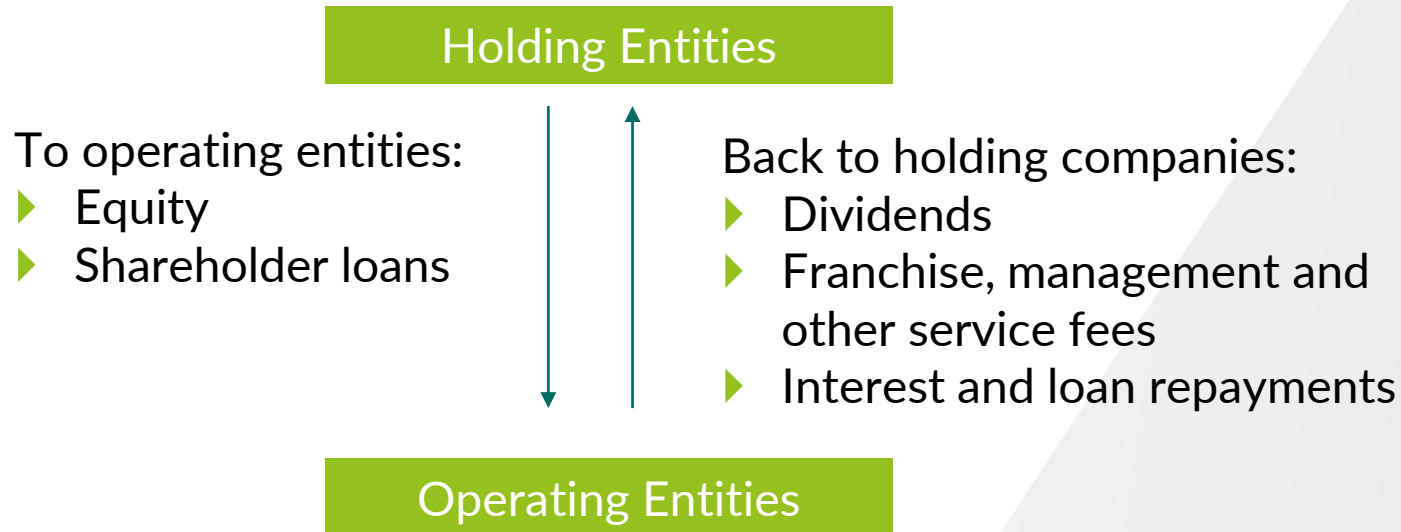 Holding Entities
To operating entities:
Equity
Shareholder loans
Back to holding companies:
Dividends
Franchise, management and
other service fees
Interest and loan repayments
Operating Entities